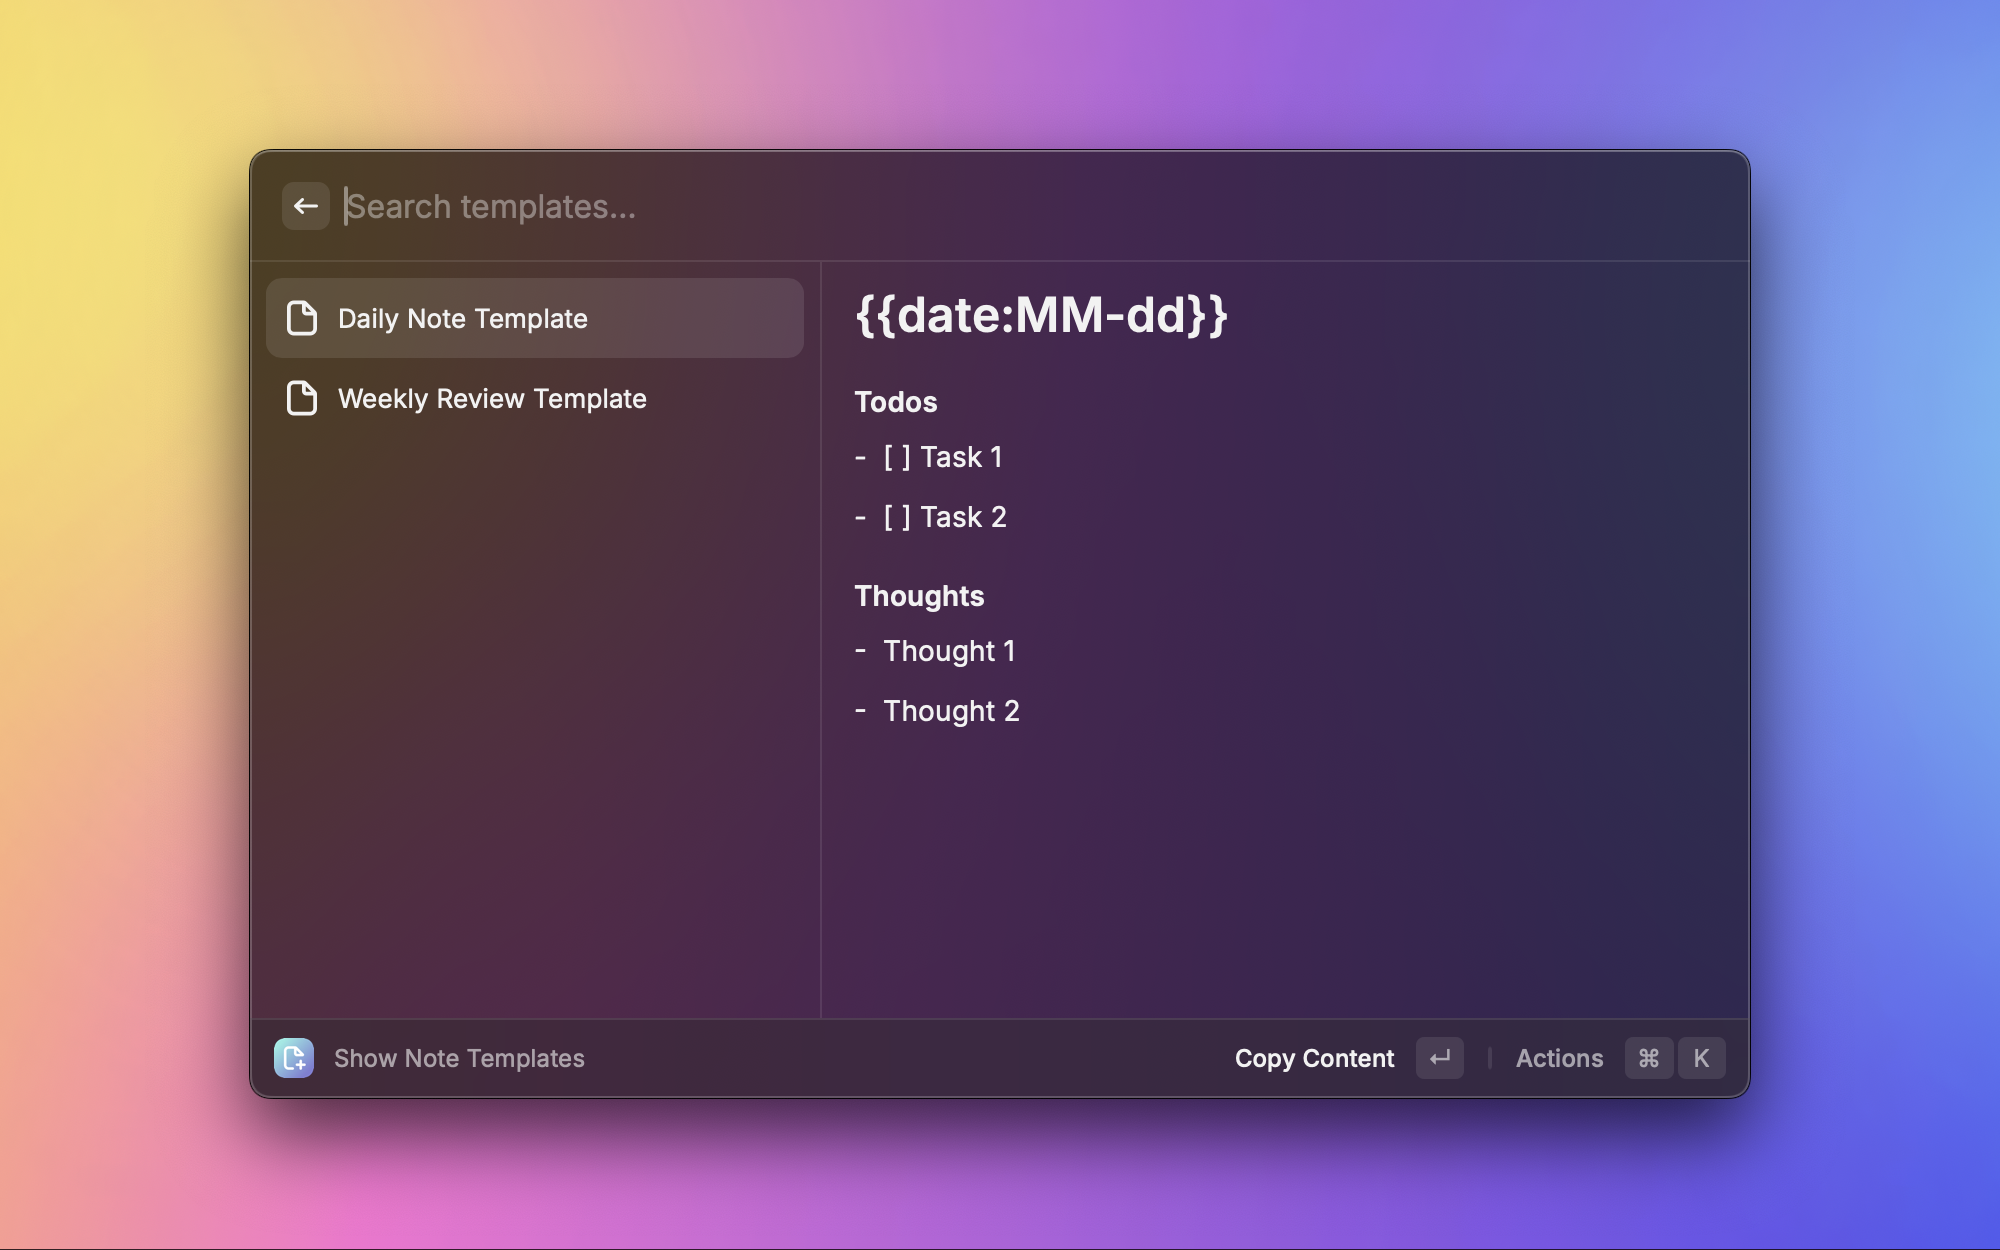 Search templates...
Daily Note Template
Weekly Review Template
{{date:MM-dd}}
Todos
- [ ] Task 1
- [ ] Task 2
Thoughts
- Thought 1
- Thought 2
Show Note Templates
Copy Content ↵ | Actions ⌘ K